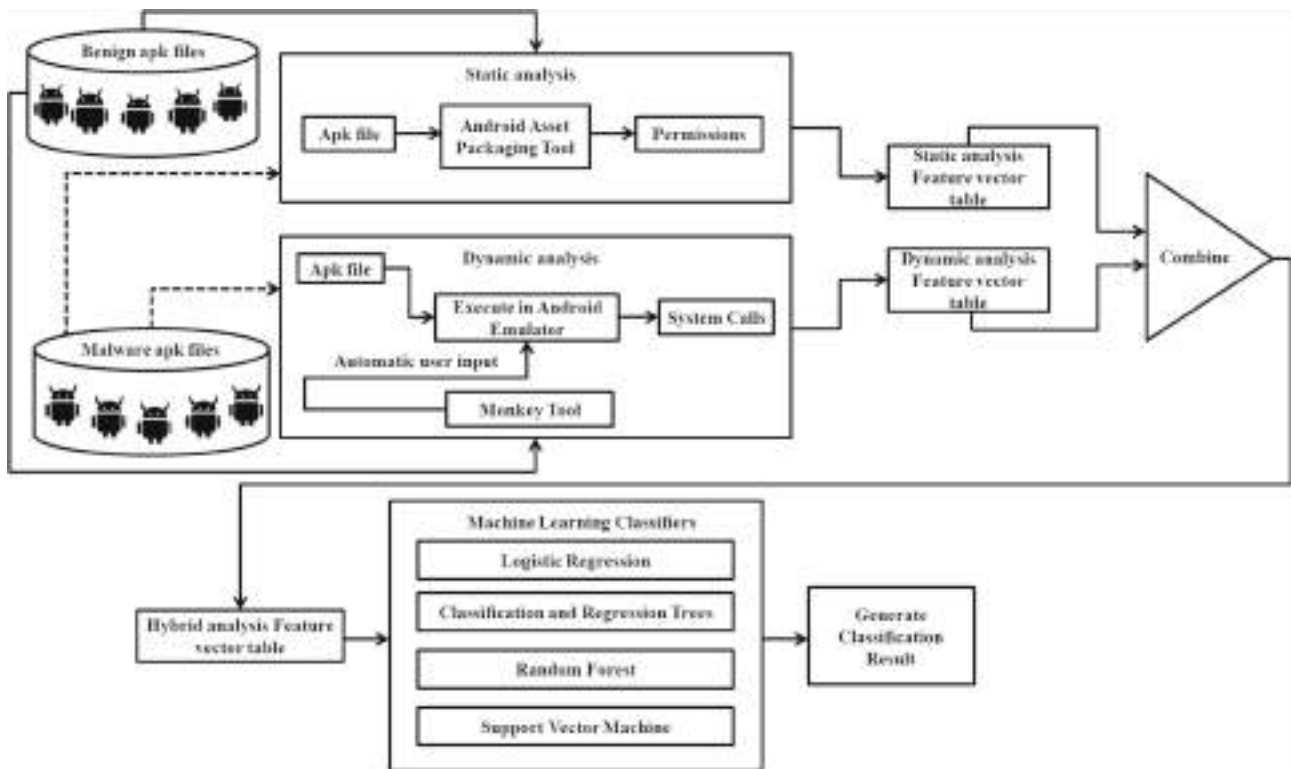 Benign apk files
Static analysis
Apk file
Android Asset
Packaging Tool
Permissions
Static analysis
Feature vector
table
Dynamic analysis
Apk file
Execute in Android
Emulator
System Calls
Automatic user input
Monkey Tool
Dynamic analysis
Feature vector
table
Combine
Malware apk files
Hybrid analysis Feature
vector table
Machine Learning Classifiers
Logistic Regression
Classification and Regression Trees
Random Forest
Support Vector Machine
Generate
Classification
Result